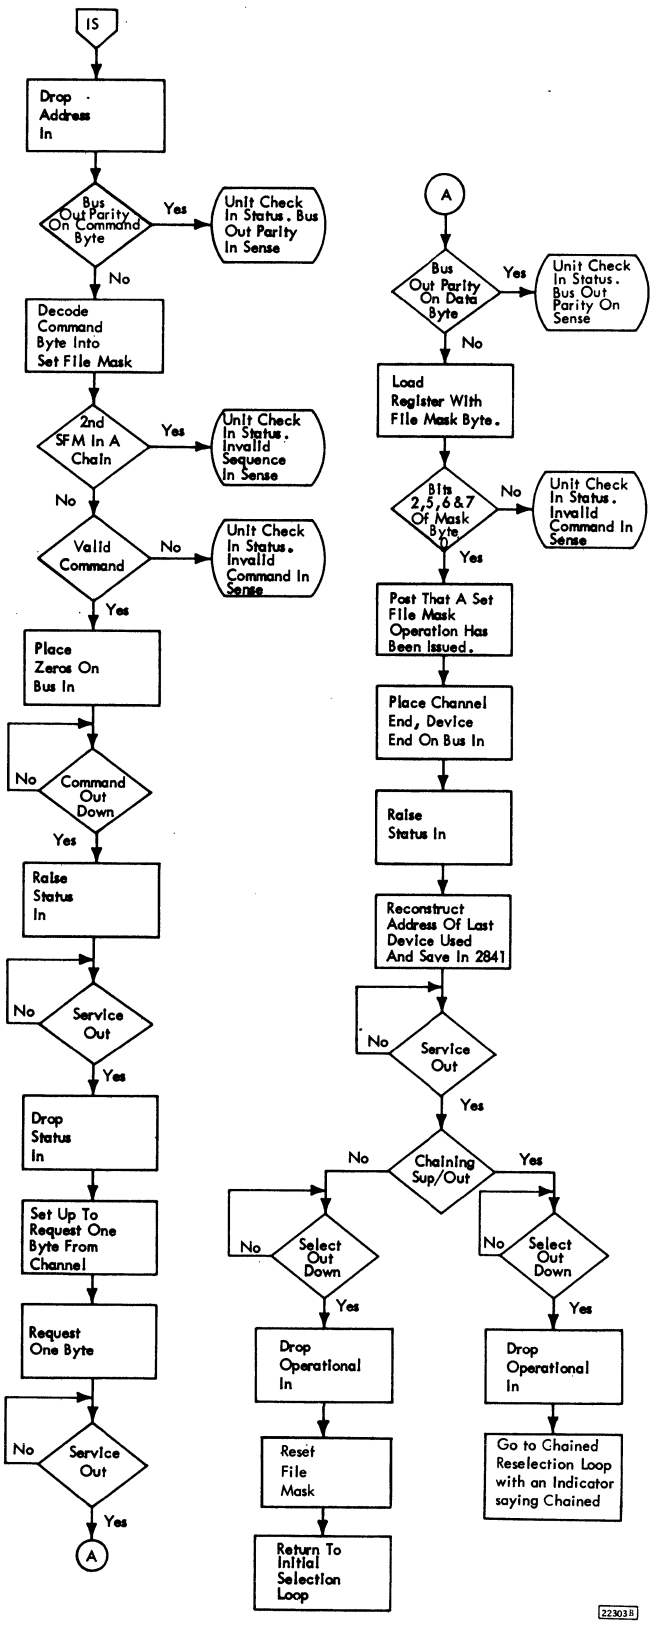 IS
Drop
Address
In
Bus
Out Parity
On Command
Byte
Yes
Unit Check
In Status. Bus
Out Parity
In Sense
No
Decode
Command
Byte Into
Set File Mask
2nd
SFM In A
Chain
Yes
Unit Check
In Status.
Invalid
Sequence
In Sense
No
Valid
Command
No
Unit Check
In Status.
Invalid
Command In
Sense
Yes
Place
Zeros On
Bus In
Command
Out
Down
No
Yes
Raise
Status
In
Service
Out
No
Yes
Drop
Status
In
Set Up To
Request One
Byte From
Channel
Request
One Byte
Service
Out
No
Yes
A
A
Bus
Out Parity
On Data
Byte
Yes
Unit Check
In Status.
Bus Out
Parity On
Sense
No
Load
Register With
File Mask Byte.
Bits
2,5,6 &7
Of Mask
Byte
0
No
Unit Check
In Status.
Invalid
Command In
Sense
Yes
Post That A Set
File Mask
Operation Has
Been Issued.
Place Channel
End, Device
End On Bus In
Raise
Status In
Reconstruct
Address Of Last
Device Used
And Save In 2841
Service
Out
No
Yes
Chaining
Sup/Out
No
Yes
Select
Out
Down
No
Yes
Drop
Operational
In
Reset
File
Mask
Return To
Initial
Selection
Loop
Select
Out
Down
No
Yes
Drop
Operational
In
Go to Chained
Reselection Loop
with an Indicator
saying Chained
22303B